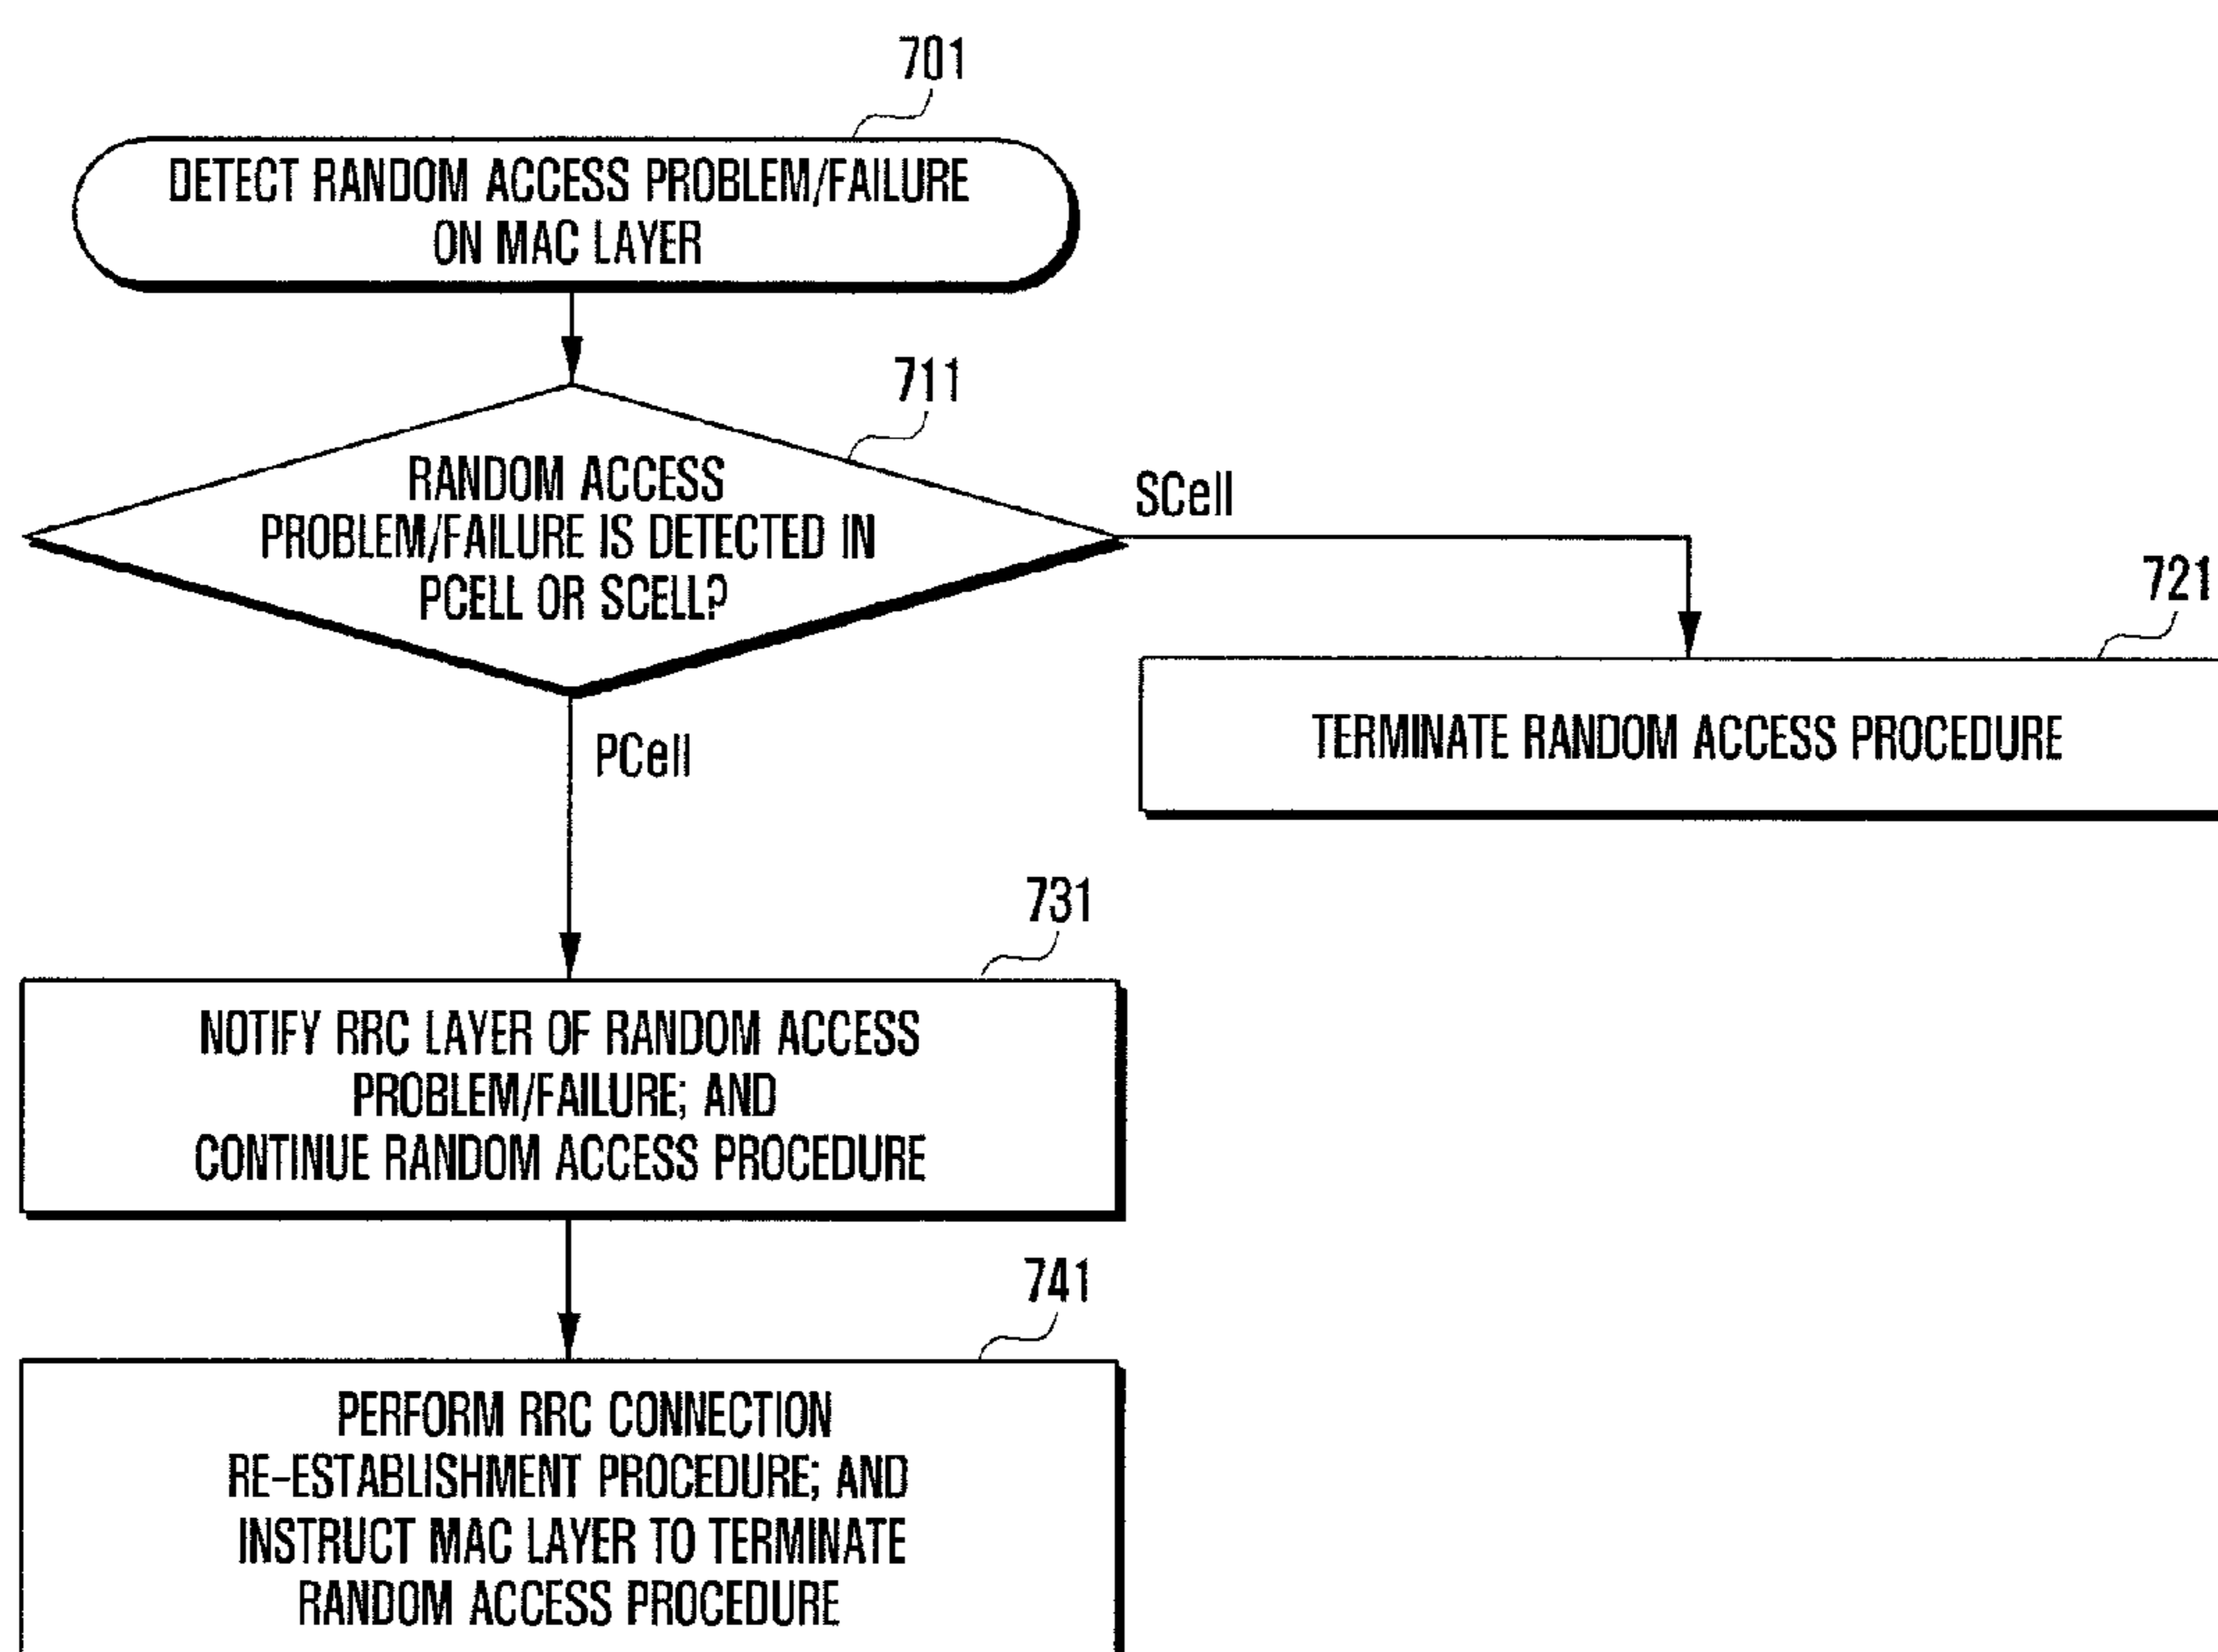 701
DETECT RANDOM ACCESS PROBLEM/FAILURE
ON MAC LAYER
711
RANDOM ACCESS
PROBLEM/FAILURE IS DETECTED IN
PCELL OR SCELL?
SCell
721
TERMINATE RANDOM ACCESS PROCEDURE
PCell
731
NOTIFY RRC LAYER OF RANDOM ACCESS
PROBLEM/FAILURE; AND
CONTINUE RANDOM ACCESS PROCEDURE
741
PERFORM RRC CONNECTION
RE-ESTABLISHMENT PROCEDURE; AND
INSTRUCT MAC LAYER TO TERMINATE
RANDOM ACCESS PROCEDURE